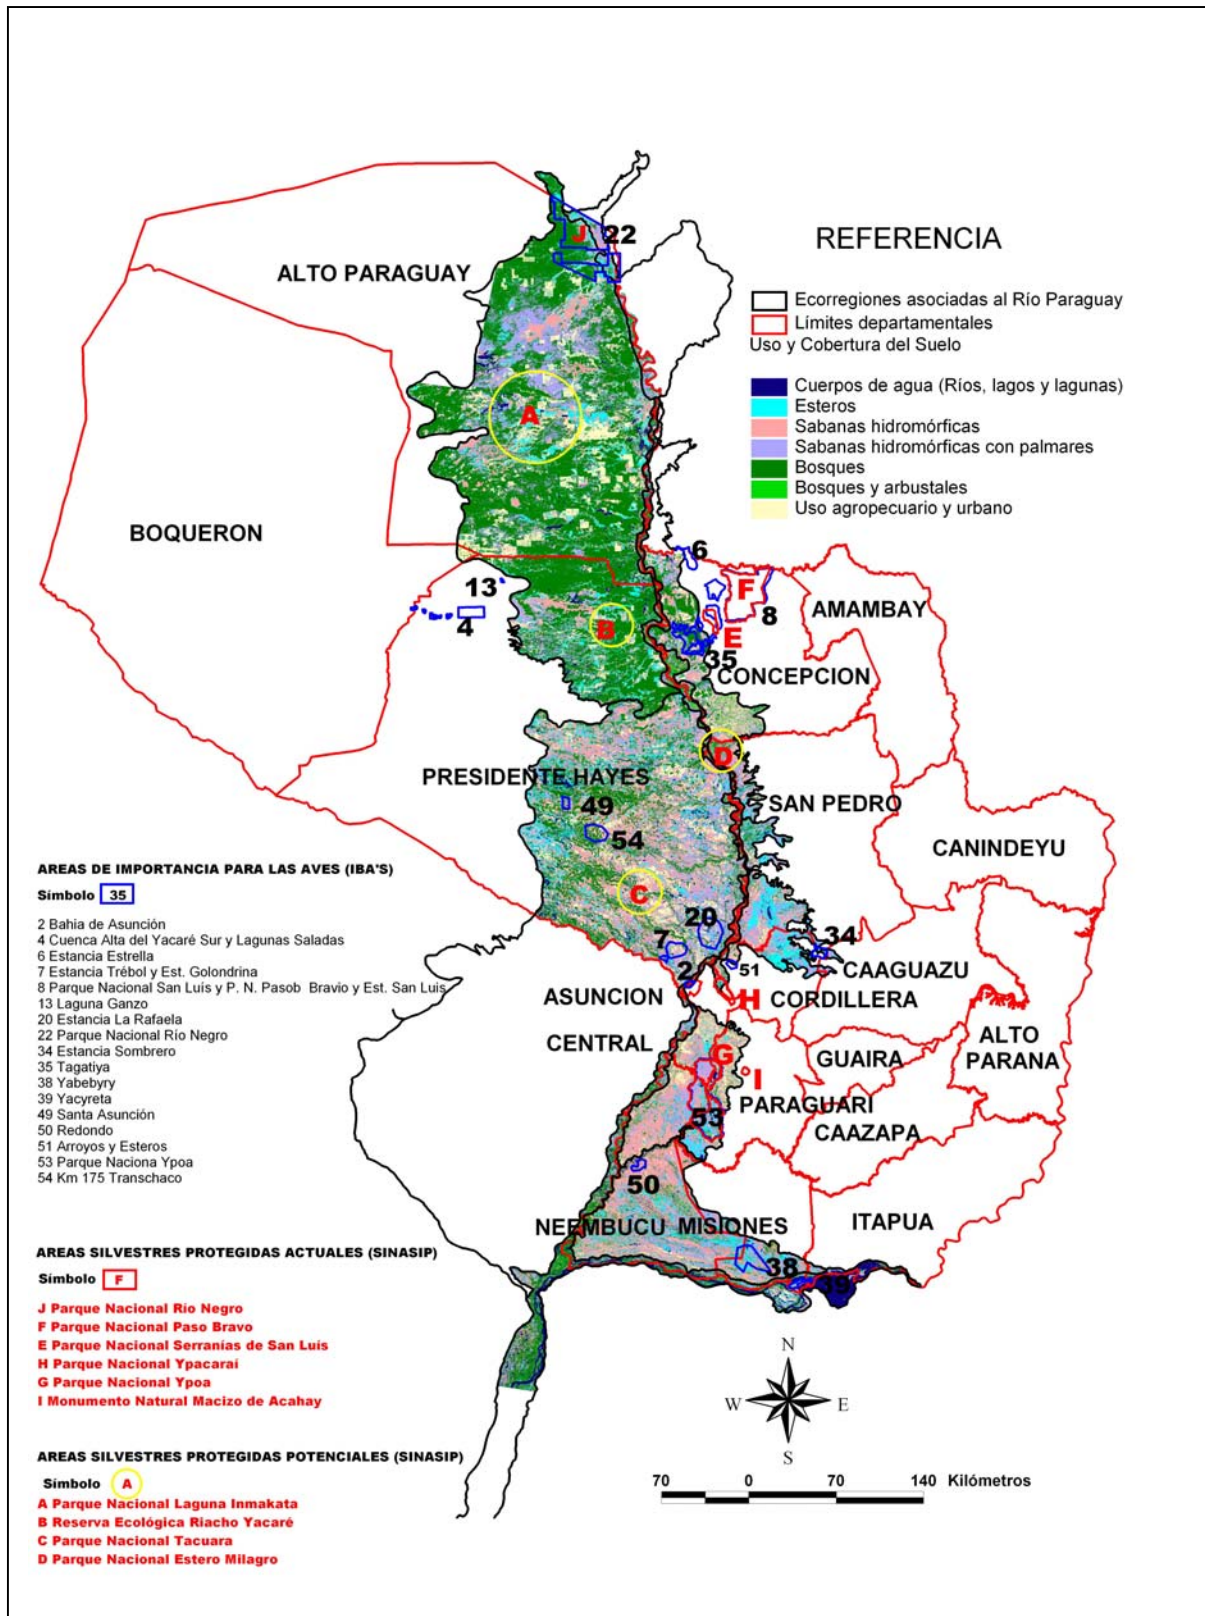 REFERENCIA
Ecorregiones asociadas al Río Paraguay
Límites departamentales
Uso y Cobertura del Suelo
Cuerpos de agua (Ríos, lagos y lagunas)
Esteros
Sabanas hidromórficas
Sabanas hidromórficas con palmares
Bosques
Bosques y arbustales
Uso agropecuario y urbano
J
22
ALTO PARAGUAY
A
BOQUERON
6
13
4
B
F
8
AMAMBAY
E
35
CONCEPCION
D
PRESIDENTE HAYES
49
54
SAN PEDRO
CANINDEYU
C
20
7
2
34
51
CAAGUAZU
ASUNCION
H
CORDILLERA
CENTRAL
G
GUAIRA
ALTO
PARANA
I
PARAGUARI
53
CAAZAPA
50
NEEMBUCU
MISIONES
ITAPUA
38
39
AREAS DE IMPORTANCIA PARA LAS AVES (IBA'S)
Símbolo 35
2 Bahia de Asunción
4 Cuenca Alta del Yacaré Sur y Lagunas Saladas
6 Estancia Estrella
7 Estancia Trébol y Est. Golondrina
8 Parque Nacional San Luís y P. N. Pasob Bravio y Est. San Luis
13 Laguna Ganzo
20 Estancia La Rafaela
22 Parque Nacional Río Negro
34 Estancia Sombrero
35 Tagatiya
38 Yabebyry
39 Yacyreta
49 Santa Asunción
50 Redondo
51 Arroyos y Esteros
53 Parque Naciona Ypoa
54 Km 175 Transchaco
AREAS SILVESTRES PROTEGIDAS ACTUALES (SINASIP)
Símbolo F
J Parque Nacional Río Negro
F Parque Nacional Paso Bravo
E Parque Nacional Serranías de San Luís
H Parque Nacional Ypacaraí
G Parque Nacional Ypoa
I Monumento Natural Macizo de Acahay
AREAS SILVESTRES PROTEGIDAS POTENCIALES (SINASIP)
Símbolo A
A Parque Nacional Laguna Inmakata
B Reserva Ecológica Riacho Yacaré
C Parque Nacional Tacuara
D Parque Nacional Estero Milagro
N
W
E
S
70 0 70 140 Kilómetros